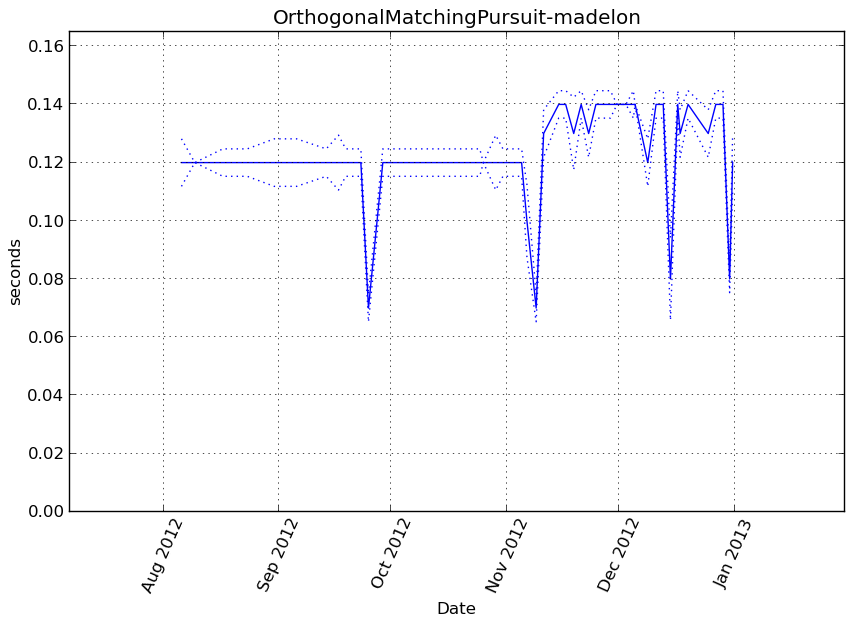 OrthogonalMatchingPursuit-madelon
0.16
0.14
0.12
0.10
0.08
0.06
0.04
0.02
0.00
seconds
Aug 2012
Sep 2012
Oct 2012
Nov 2012
Dec 2012
Jan 2013
Date